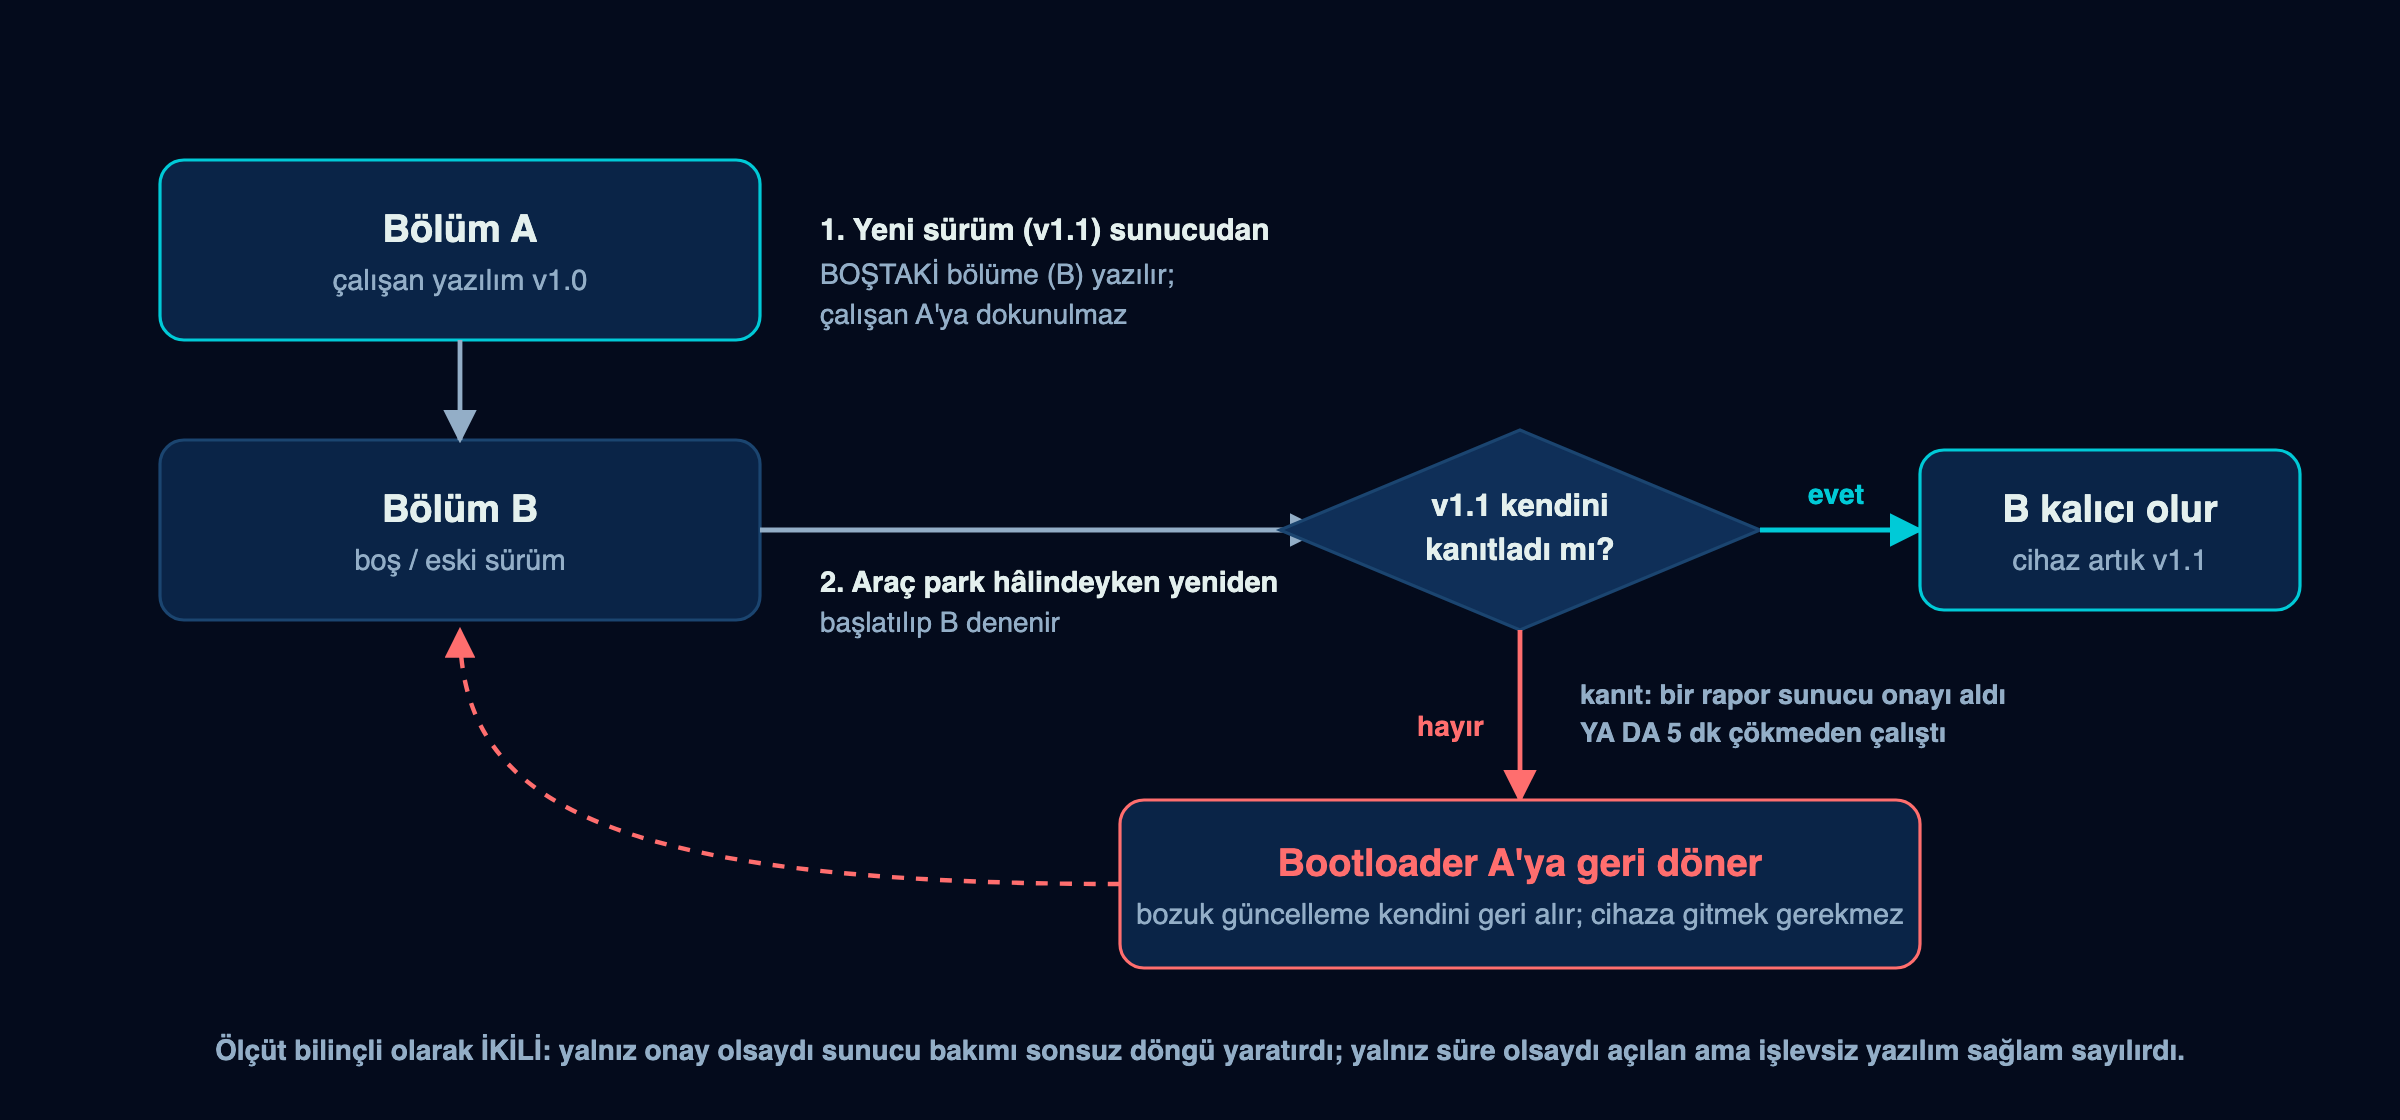 Bölüm A
çalışan yazılım v1.0
1. Yeni sürüm (v1.1) sunucudan
BOŞTAKİ bölüme (B) yazılır;
çalışan A'ya dokunulmaz
Bölüm B
boş / eski sürüm
2. Araç park hâlindeyken yeniden
başlatılıp B denenir
v1.1 kendini
kanıtladı mı?
evet
B kalıcı olur
cihaz artık v1.1
hayır
kanıt: bir rapor sunucu onayı aldı
YA DA 5 dk çökmeden çalıştı
Bootloader A'ya geri döner
bozuk güncelleme kendini geri alır; cihaza gitmek gerekmez
Ölçüt bilinçli olarak İKİLİ: yalnız onay olsaydı sunucu bakımı sonsuz döngü yaratırdı; yalnız süre olsaydı açılan ama işlevsiz yazılım sağlam sayılırdı.